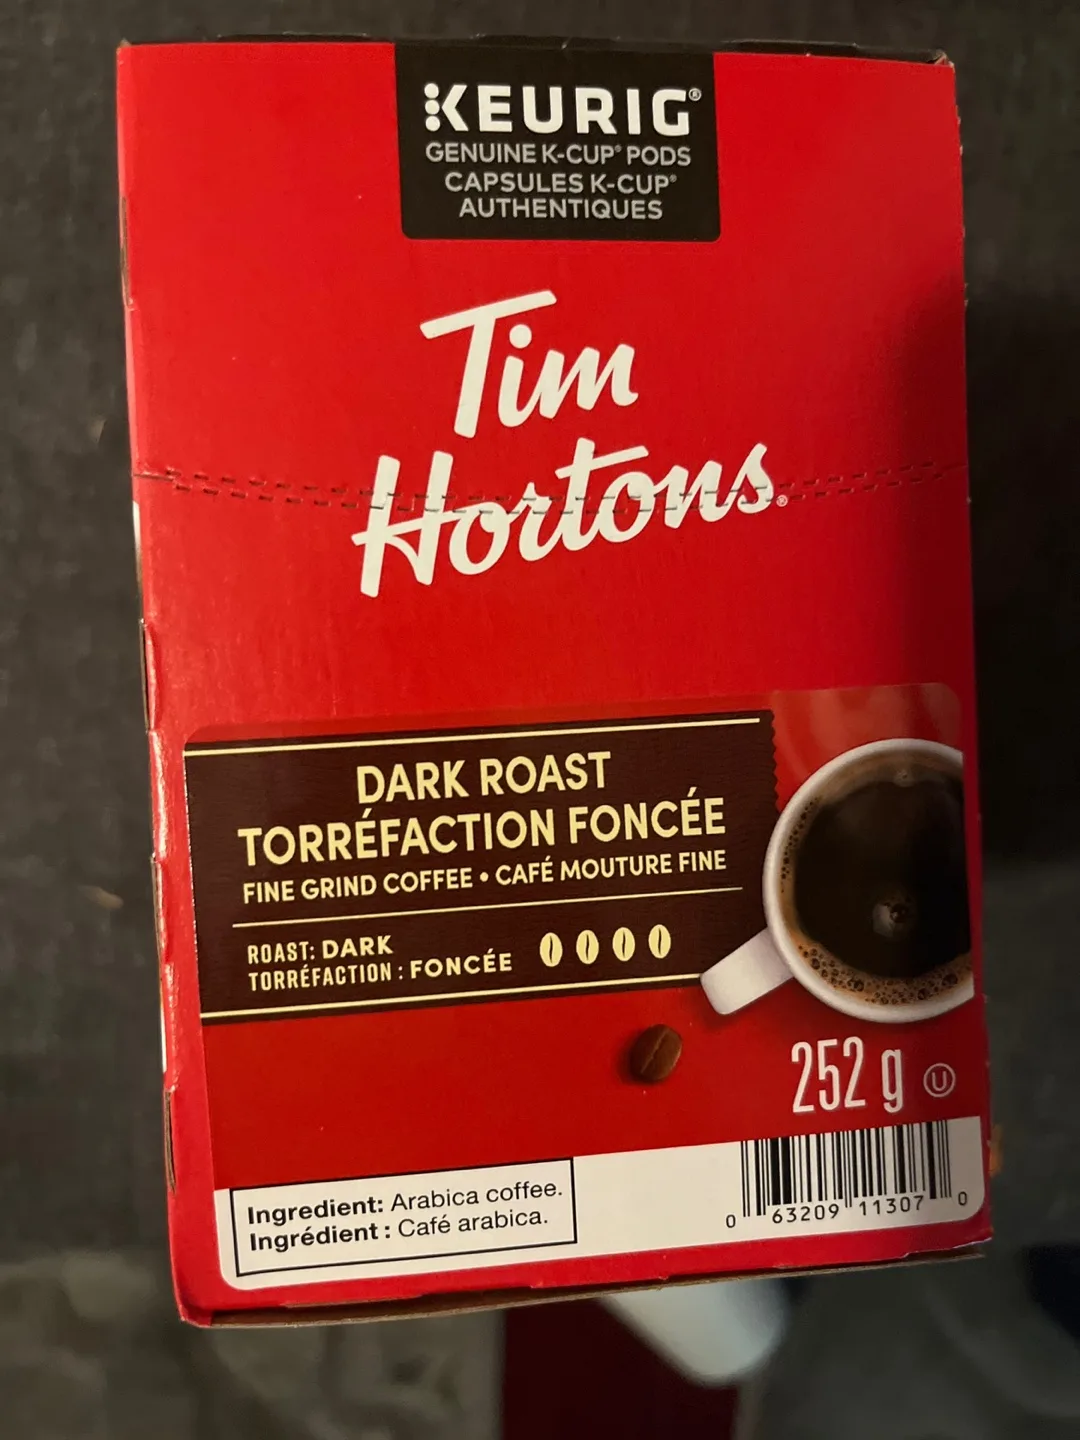 KEURIG®
GENUINE K-CUP® PODS
CAPSULES K-CUP®
AUTHENTIQUES
Tim
Hortons®
DARK ROAST
TORRÉFACTION FONCÉE
FINE GRIND COFFEE • CAFÉ MOUTURE FINE
ROAST: DARK
TORRÉFACTION : FONCÉE
252 g U
Ingredient: Arabica coffee.
Ingrédient : Café arabica.
0 63209 11307 0